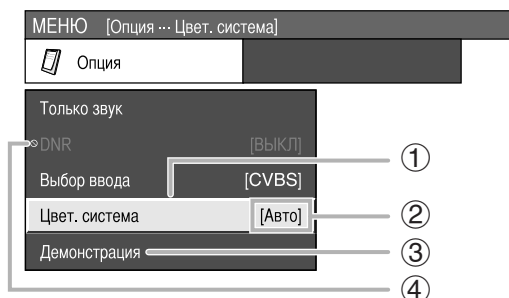 МЕНЮ [Опция ··· Цвет. система]
Опция
Только звук
DNR [ВЫКЛ]
①
Выбор ввода [CVBS]
Цвет. система [Авто] ②
Демонстрация ③
④